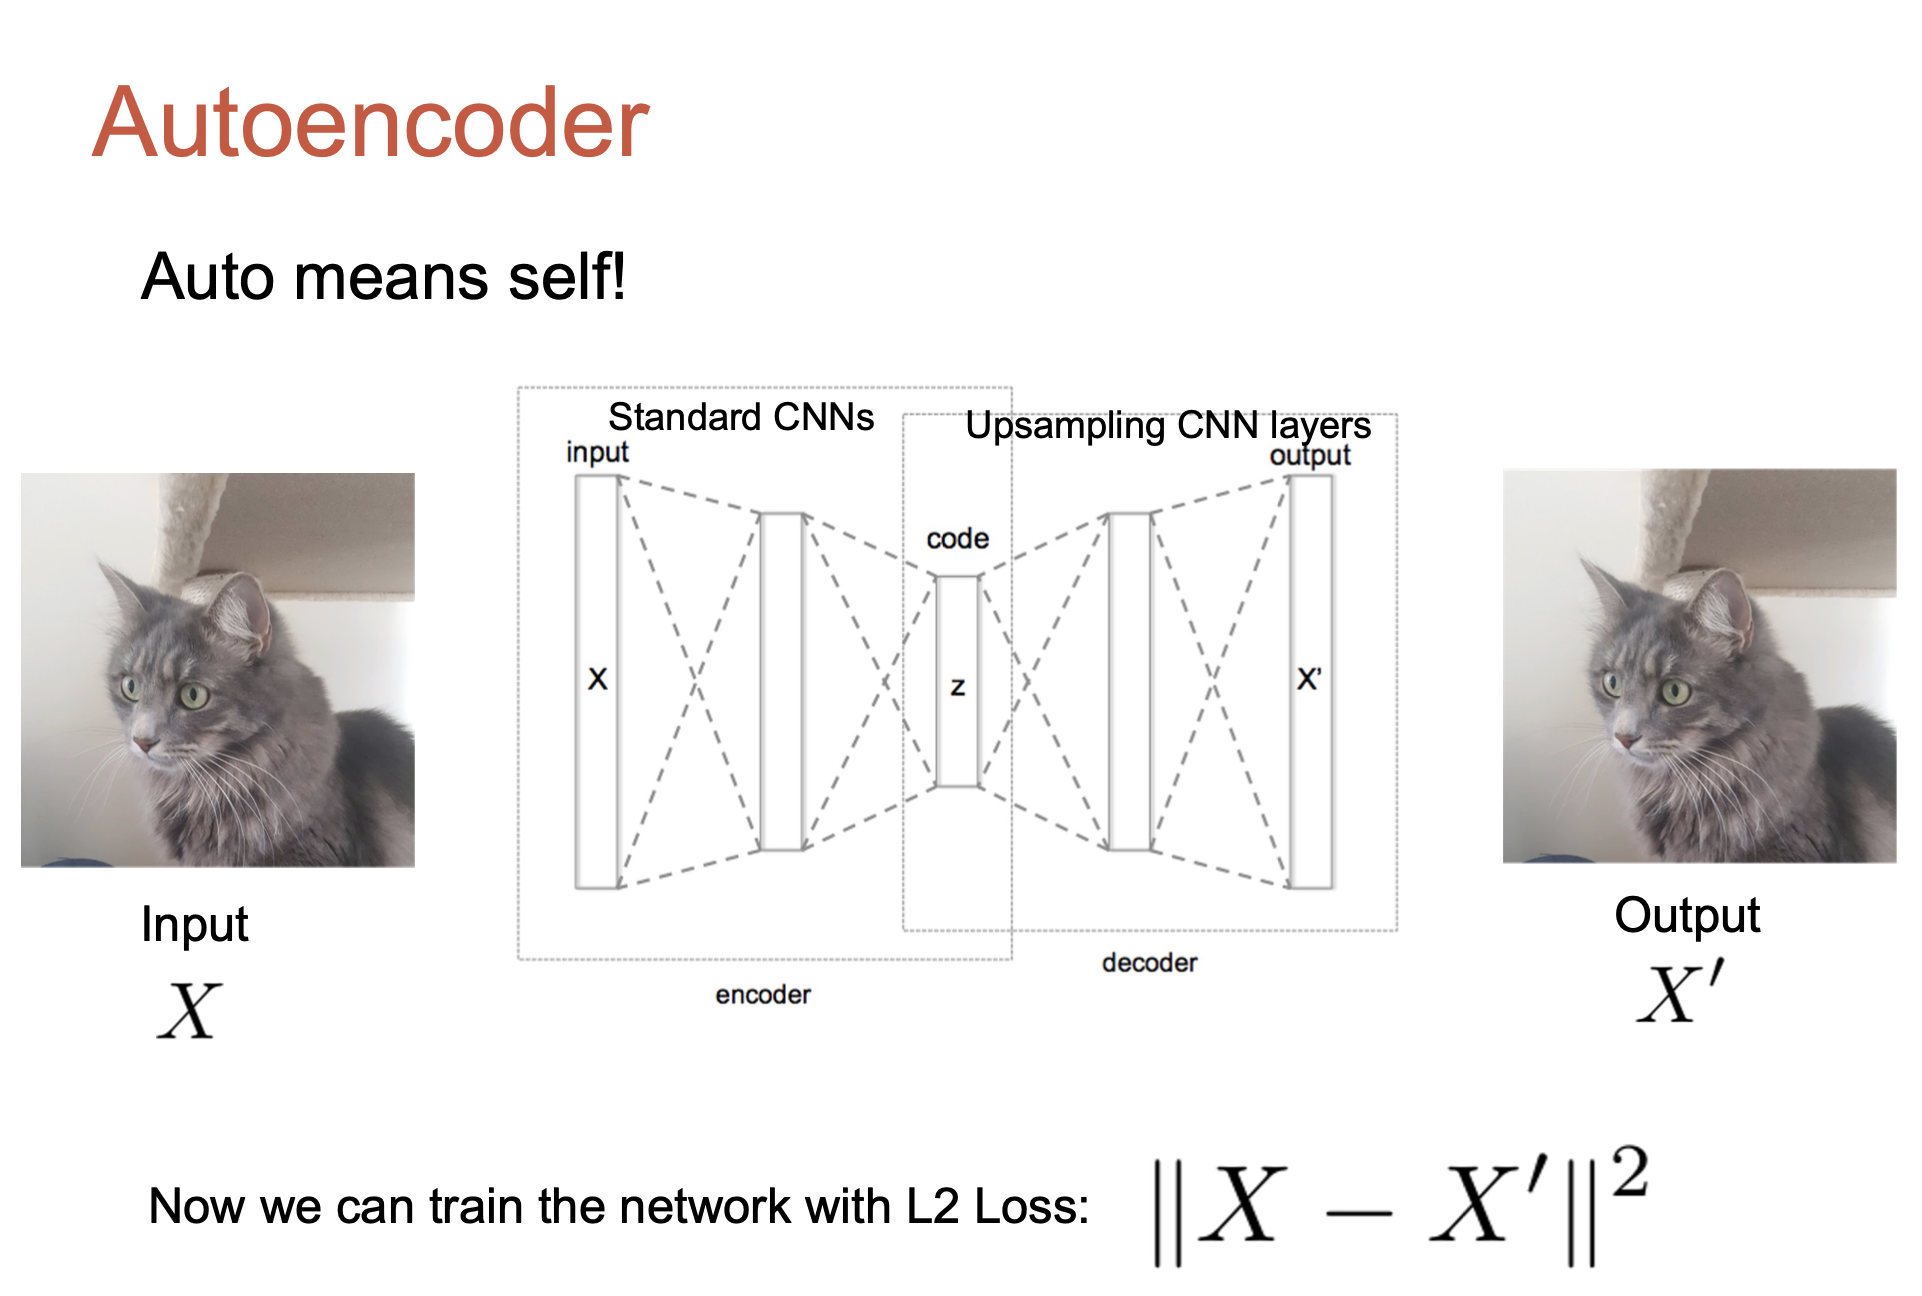 Autoencoder
Auto means self!
Standard CNNs
Upsampling CNN layers
input
output
code
X
z
X'
encoder
decoder
Input
X
Output
X′
Now we can train the network with L2 Loss: ‖X − X′‖²